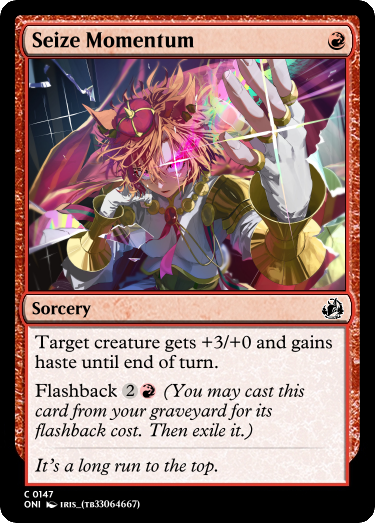 Seize Momentum
Sorcery
Target creature gets +3/+0 and gains
haste until end of turn.
Flashback 2 (You may cast this
card from your graveyard for its
flashback cost. Then exile it.)
It's a long run to the top.
C 0147
ONI IRIS_(TB33064667)